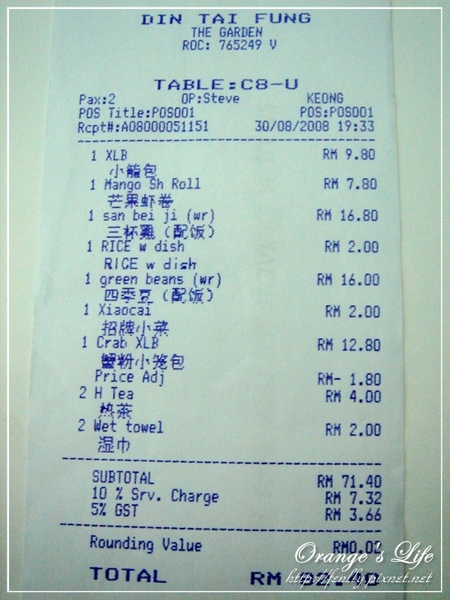 DIN TAI FUNG
THE GARDEN
ROC: 765249 V
TABLE:C8-U
Pax:2 OP:Steve KEONG
POS Title:POS001 POS:POS001
Rcpt#:A08000051151 30/08/2008 19:33
1 XLB RM 9.80
小籠包
1 Mango Sh Roll RM 7.80
芒果虾卷
1 san bei ji (wr) RM 16.80
三杯雞（配饭）
1 RICE w dish RM 2.00
RICE w dish
1 green beans (wr) RM 16.00
四季豆（配饭）
1 Xiaocai RM 2.00
招牌小菜
1 Crab XLB RM 12.80
蟹粉小笼包
Price Adj RM- 1.80
2 H Tea RM 4.00
热茶
2 Wet towel RM 2.00
湿巾
SUBTOTAL RM 71.40
10 % Srv. Charge RM 7.32
5% GST RM 3.66
Rounding Value RM0.02
TOTAL RM
Orange's Life